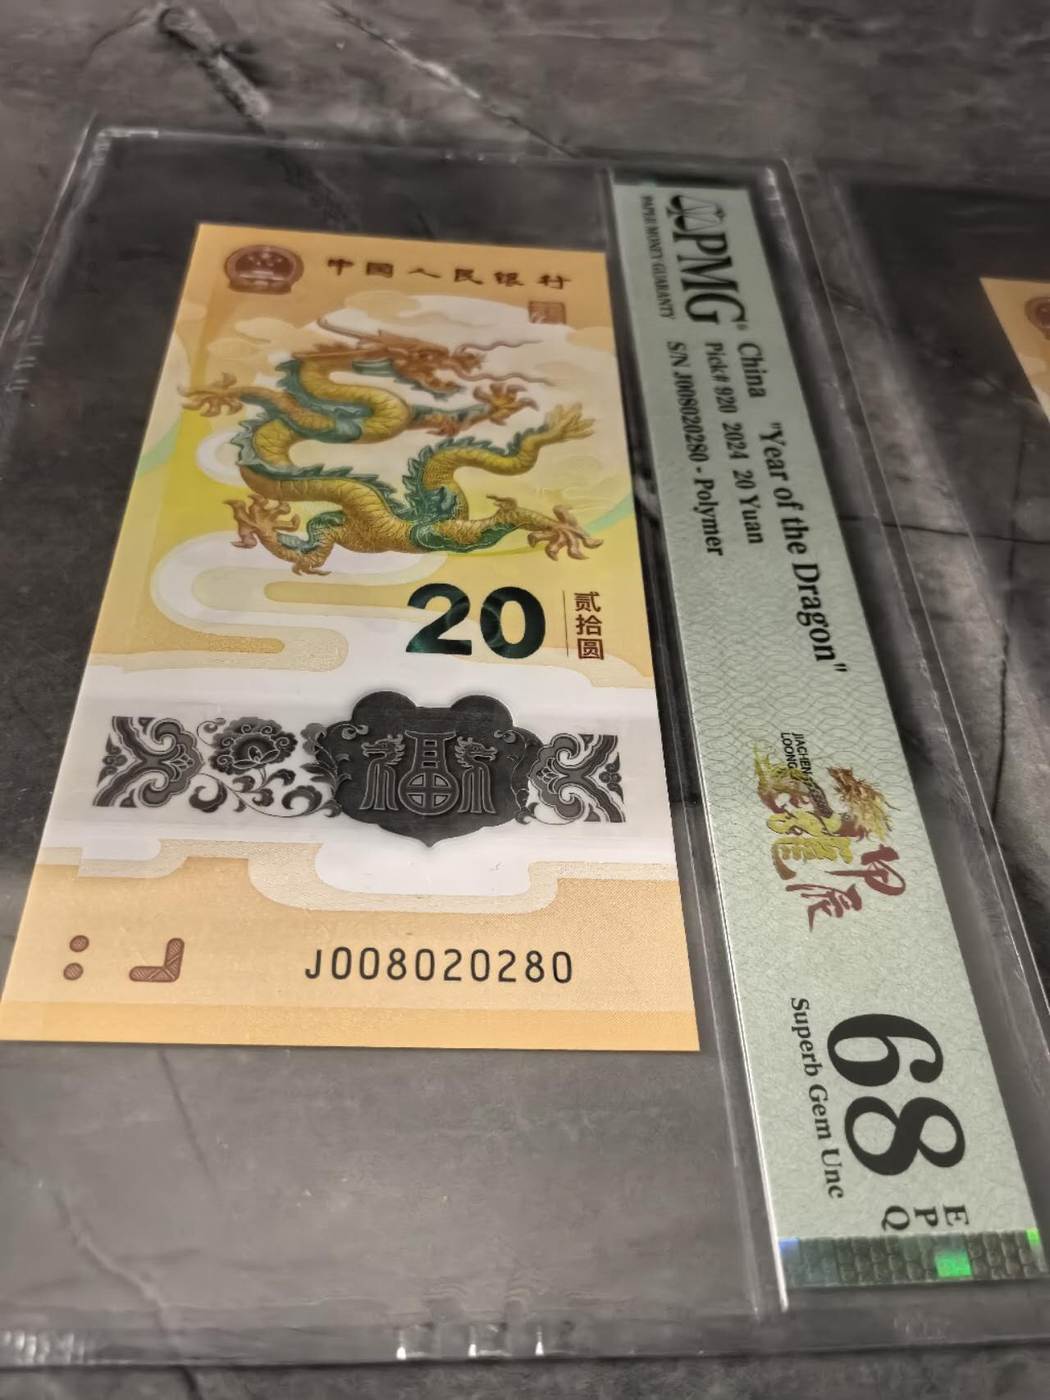 中国人民银行
20
贰拾圆
福
J008020280
PMG®
PAPER MONEY GUARANTY
China "Year of the Dragon"
Pick# 920 2024 20 Yuan
S/N J008020280 - Polymer
JIACHEN
LOONG
甲辰
68
EPQ
Superb Gem Unc